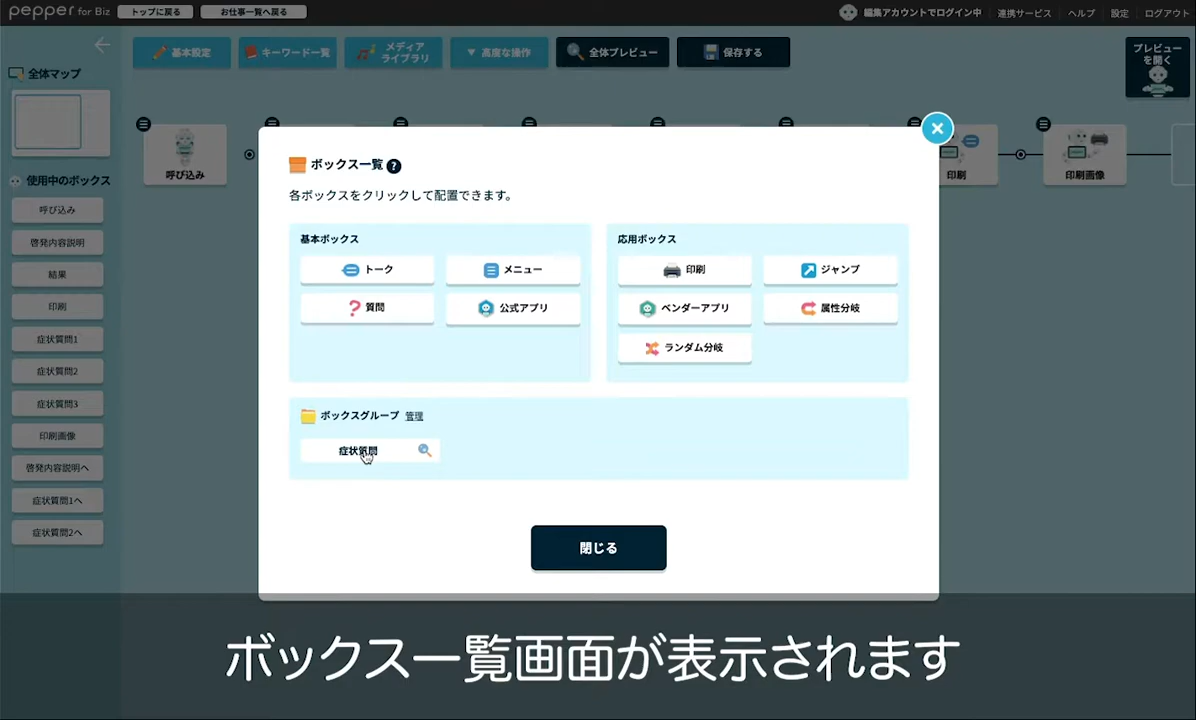 pepper for Biz トップに戻る お仕事一覧へ戻る 編集アカウントでログイン中 連携サービス ヘルプ 設定 ログアウト
基本設定 キーワード一覧 メディア
ライブラリ ▼ 高度な操作 全体プレビュー 保存する
プレビュー
を開く
全体マップ
使用中のボックス
呼び込み
啓発内容説明
結果
印刷
症状質問1
症状質問2
症状質問3
印刷画像
啓発内容説明へ
症状質問1へ
症状質問2へ
呼び込み
印刷
印刷画像
ボックス一覧 ?
各ボックスをクリックして配置できます。
基本ボックス
トーク
メニュー
質問
公式アプリ
応用ボックス
印刷
ジャンプ
ベンダーアプリ
属性分岐
ランダム分岐
ボックスグループ 管理
症状質問
閉じる
ボックス一覧画面が表示されます